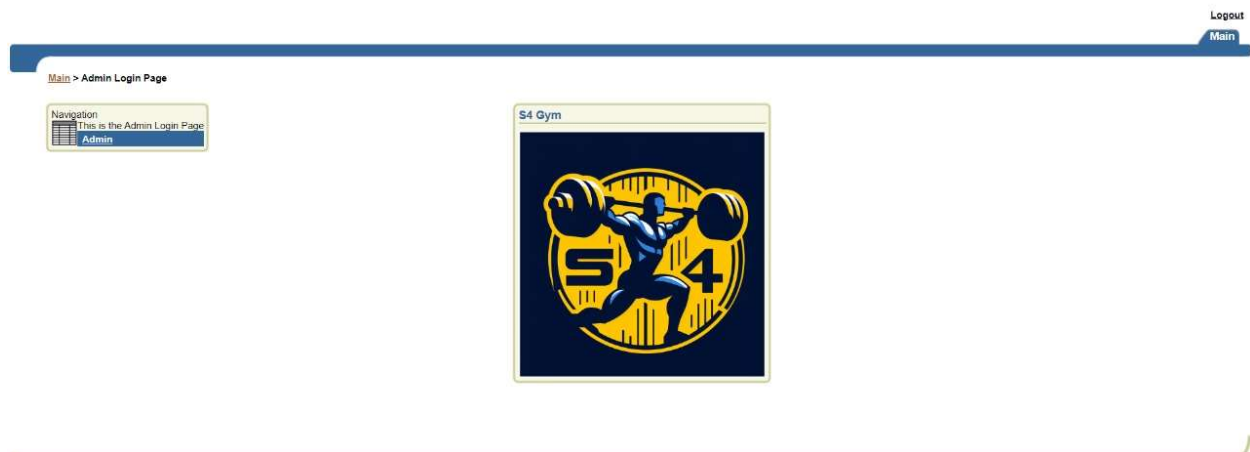 Logout
Main
Main > Admin Login Page
Navigation
This is the Admin Login Page
Admin
S4 Gym
S 4